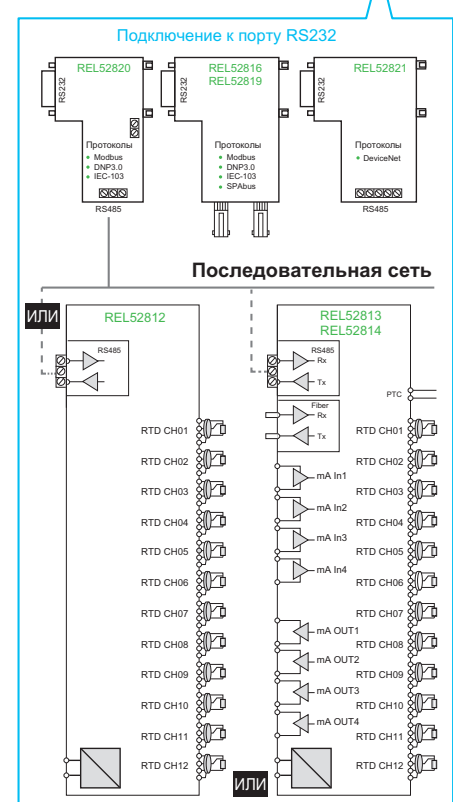 Подключение к порту RS232
REL52820
RS232
Протоколы
• Modbus
• DNP3.0
• IEC-103
RS485
REL52816
REL52819
RS232
Протоколы
• Modbus
• DNP3.0
• IEC-103
• SPAbus
REL52821
RS232
Протоколы
• DeviceNet
RS485
Последовательная сеть
ИЛИ
REL52812
RS485
RTD CH01
RTD CH02
RTD CH03
RTD CH04
RTD CH05
RTD CH06
RTD CH07
RTD CH08
RTD CH09
RTD CH10
RTD CH11
RTD CH12
ИЛИ
REL52813
REL52814
RS485
Rx
Tx
Fiber
Rx
Tx
mA In1
mA In2
mA In3
mA In4
mA OUT1
mA OUT2
mA OUT3
mA OUT4
PTC
RTD CH01
RTD CH02
RTD CH03
RTD CH04
RTD CH05
RTD CH06
RTD CH07
RTD CH08
RTD CH09
RTD CH10
RTD CH11
RTD CH12